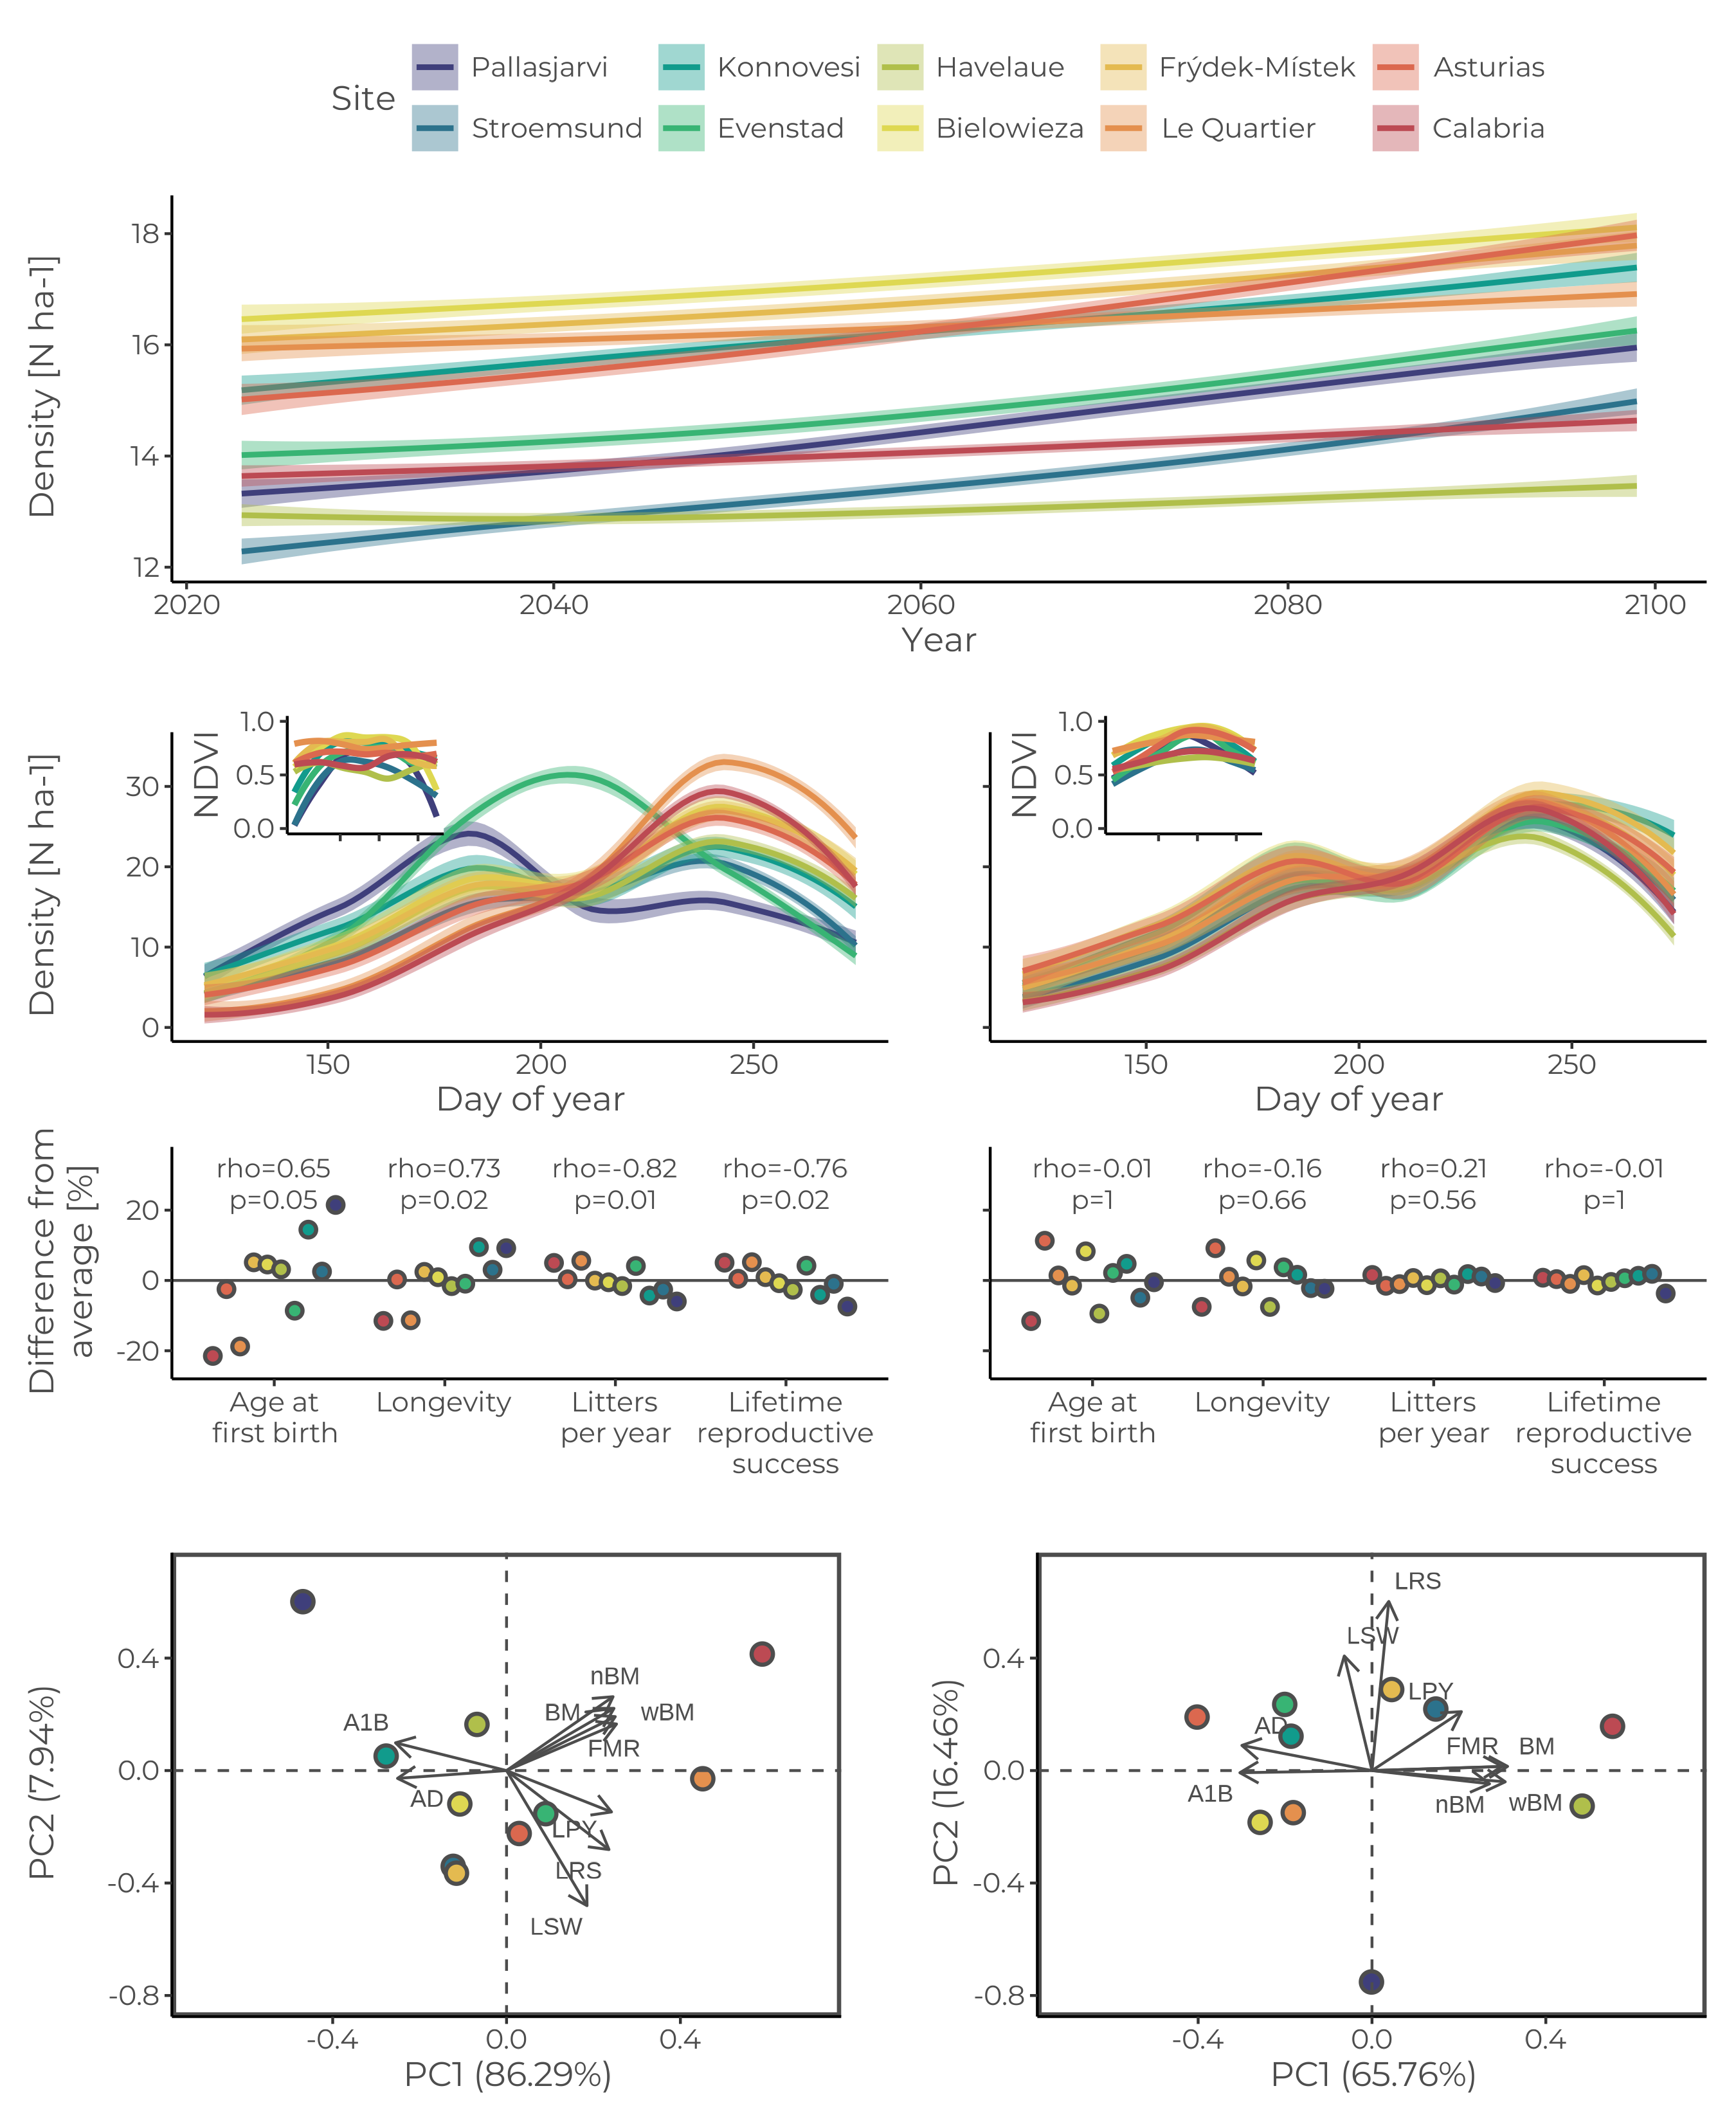 Site
Pallasjarvi
Konnovesi
Havelaue
Frýdek-Místek
Asturias
Stroemsund
Evenstad
Bielowieza
Le Quartier
Calabria
Density [N ha-1]
18
16
14
12
2020
2040
2060
2080
2100
Year
NDVI
1.0
0.5
0.0
Density [N ha-1]
30
20
10
0
150
200
250
Day of year
NDVI
1.0
0.5
0.0
150
200
250
Day of year
Difference from
average [%]
20
0
-20
rho=0.65
p=0.05
rho=0.73
p=0.02
rho=-0.82
p=0.01
rho=-0.76
p=0.02
Age at
first birth
Longevity
Litters
per year
Lifetime
reproductive
success
rho=-0.01
p=1
rho=-0.16
p=0.66
rho=0.21
p=0.56
rho=-0.01
p=1
Age at
first birth
Longevity
Litters
per year
Lifetime
reproductive
success
PC2 (7.94%)
0.4
0.0
-0.4
-0.8
nBM
BM
wBM
A1B
FMR
AD
LPY
LRS
LSW
-0.4
0.0
0.4
PC1 (86.29%)
PC2 (16.46%)
0.4
0.0
-0.4
-0.8
LRS
LSW
LPY
AD
FMR
BM
A1B
nBM
wBM
-0.4
0.0
0.4
PC1 (65.76%)